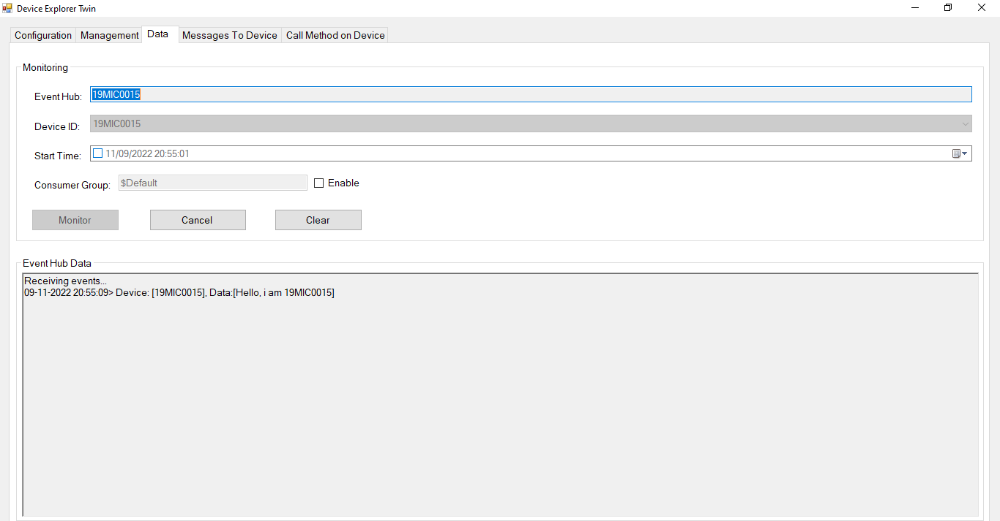 Device Explorer Twin
Configuration Management Data Messages To Device Call Method on Device
Monitoring
Event Hub: 19MIC0015
Device ID: 19MIC0015
Start Time: 11/09/2022 20:55:01
Consumer Group: $Default Enable
Monitor Cancel Clear
Event Hub Data
Receiving events...
09-11-2022 20:55:09> Device: [19MIC0015], Data:[Hello, i am 19MIC0015]